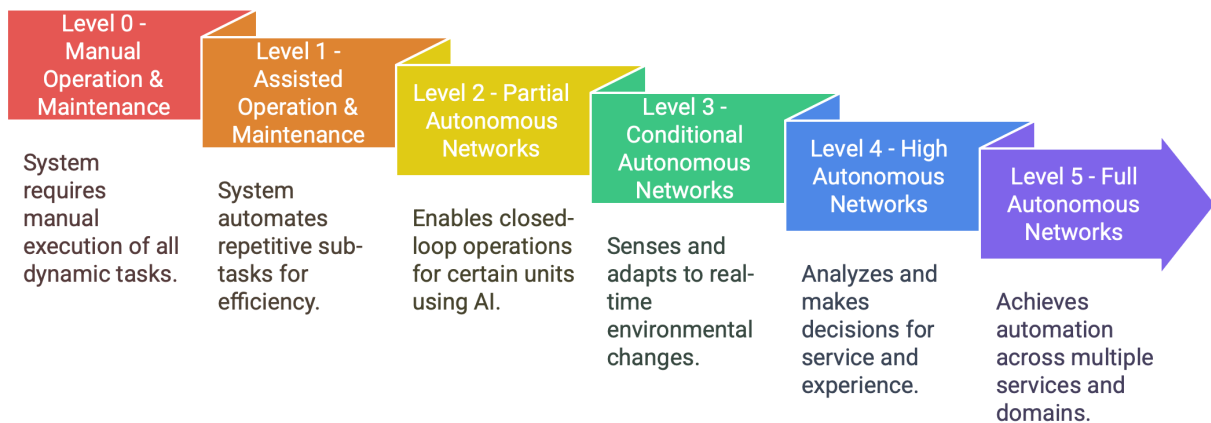 Level 0 -
Manual
Operation &
Maintenance
System
requires
manual
execution of all
dynamic tasks.
Level 1 -
Assisted
Operation &
Maintenance
System
automates
repetitive sub-
tasks for
efficiency.
Level 2 - Partial
Autonomous
Networks
Enables closed-
loop operations
for certain units
using AI.
Level 3 -
Conditional
Autonomous
Networks
Senses and
adapts to real-
time
environmental
changes.
Level 4 - High
Autonomous
Networks
Analyzes and
makes
decisions for
service and
experience.
Level 5 - Full
Autonomous
Networks
Achieves
automation
across multiple
services and
domains.